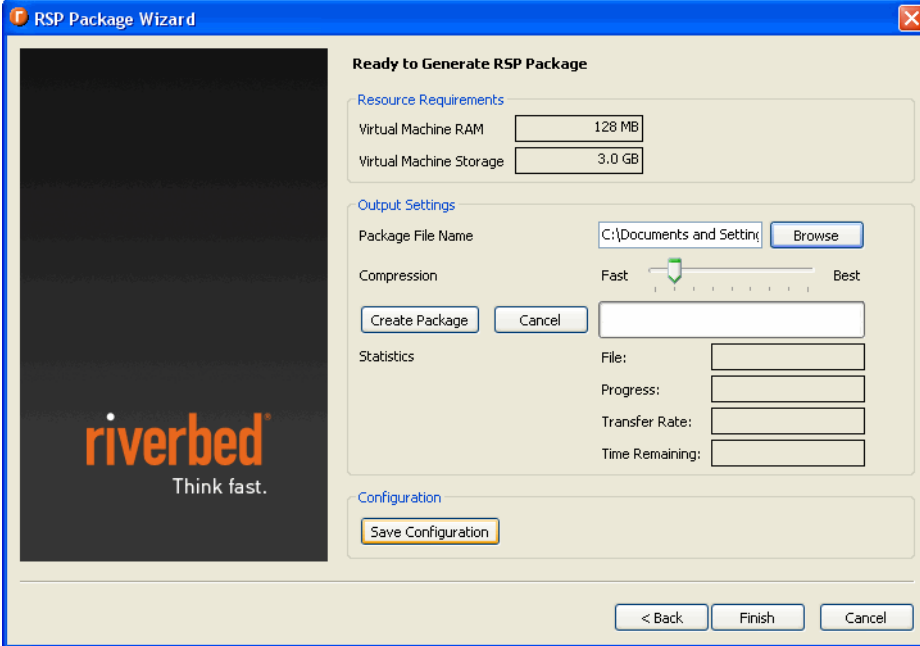 RSP Package Wizard
Ready to Generate RSP Package
Resource Requirements
Virtual Machine RAM 128 MB
Virtual Machine Storage 3.0 GB
Output Settings
Package File Name C:\Documents and Setting Browse
Compression Fast Best
Create Package Cancel
Statistics File:
Progress:
Transfer Rate:
Time Remaining:
Configuration
Save Configuration
riverbed
Think fast.
< Back Finish Cancel